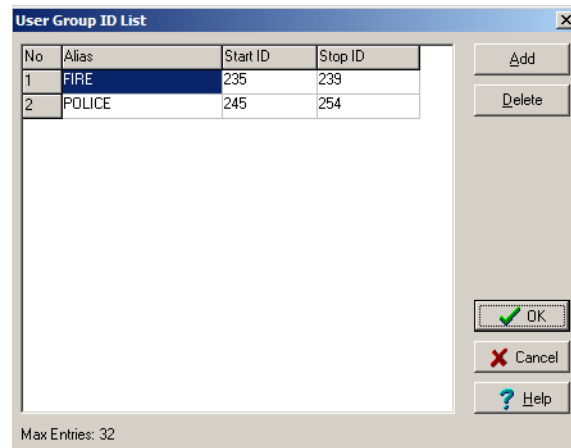 User Group ID List
No Alias Start ID Stop ID
1 FIRE 235 239
2 POLICE 245 254
Add
Delete
OK
Cancel
? Help
Max Entries: 32